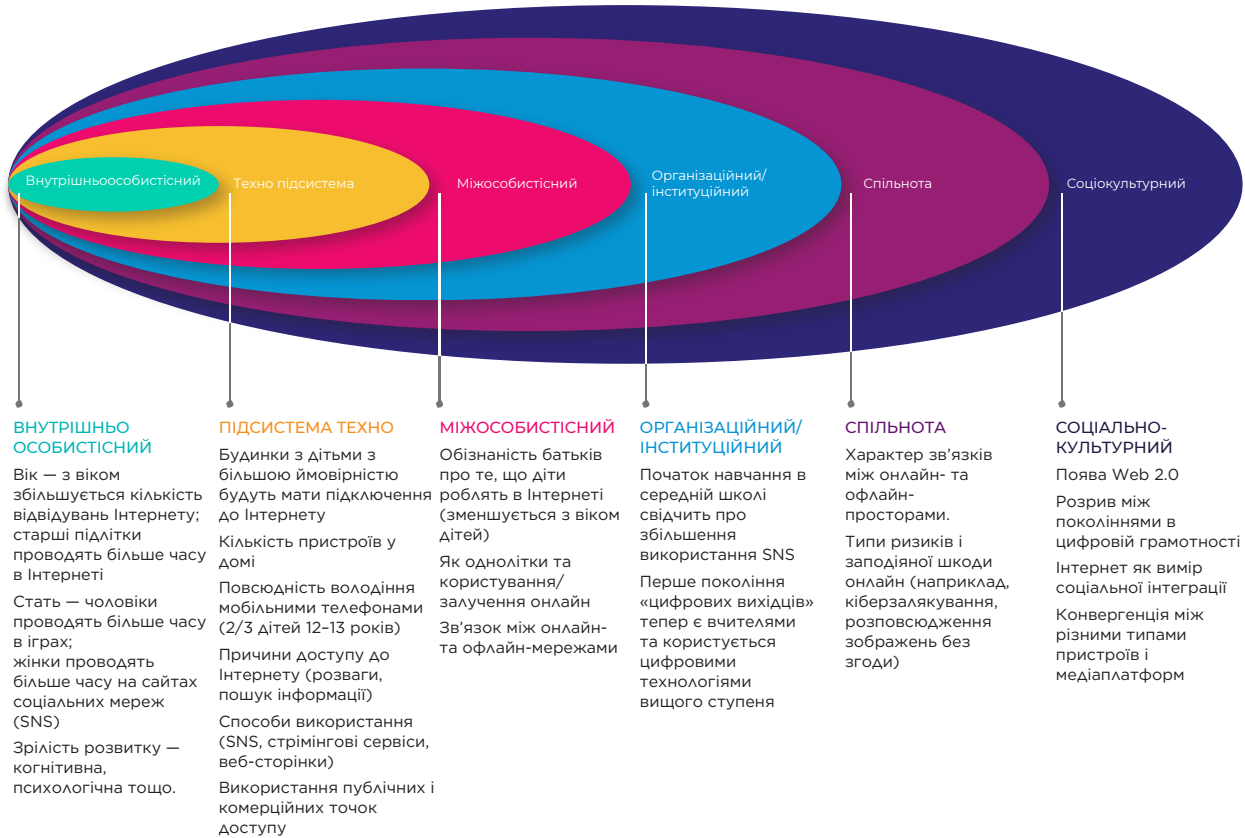 Внутрішньоособистісний
Техно підсистема
Міжособистісний
Організаційний/
інституційний
Спільнота
Соціокультурний
ВНУТРІШНЬО
ОСОБИСТІСНИЙ
Вік — з віком
збільшується кількість
відвідувань Інтернету;
старші підлітки
проводять більше часу
в Інтернеті
Стать — чоловіки
проводять більше часу
в іграх;
жінки проводять
більше часу на сайтах
соціальних мереж
(SNS)
Зрілість розвитку —
когнітивна,
психологічна тощо.
ПІДСИСТЕМА ТЕХНО
Будинки з дітьми з
більшою ймовірністю
будуть мати підключення
до Інтернету
Кількість пристроїв у
домі
Повсюдність володіння
мобільними телефонами
(2/3 дітей 12–13 років)
Причини доступу до
Інтернету (розваги,
пошук інформації)
Способи використання
(SNS, стрімінгові сервіси,
веб-сторінки)
Використання публічних і
комерційних точок
доступу
МІЖОСОБИСТІСНИЙ
Обізнаність батьків
про те, що діти
роблять в Інтернеті
(зменшується з віком
дітей)
Як однолітки та
користування/
залучення онлайн
Зв’язок між онлайн-
та офлайн-мережами
ОРГАНІЗАЦІЙНИЙ/
ІНСТИТУЦІЙНИЙ
Початок навчання в
середній школі
свідчить про
збільшення
використання SNS
Перше покоління
«цифрових вихідців»
тепер є вчителями
та користується
цифровими
технологіями
вищого ступеня
СПІЛЬНОТА
Характер зв’язків
між онлайн- та
офлайн-
просторами.
Типи ризиків і
заподіяної шкоди
онлайн (наприклад,
кіберзалякування,
розповсюдження
зображень без
згоди)
СОЦІАЛЬНО-
КУЛЬТУРНИЙ
Поява Web 2.0
Розрив між
поколіннями в
цифровій грамотності
Інтернет як вимір
соціальної інтеграції
Конвергенція між
різними типами
пристроїв і
медіаплатформ